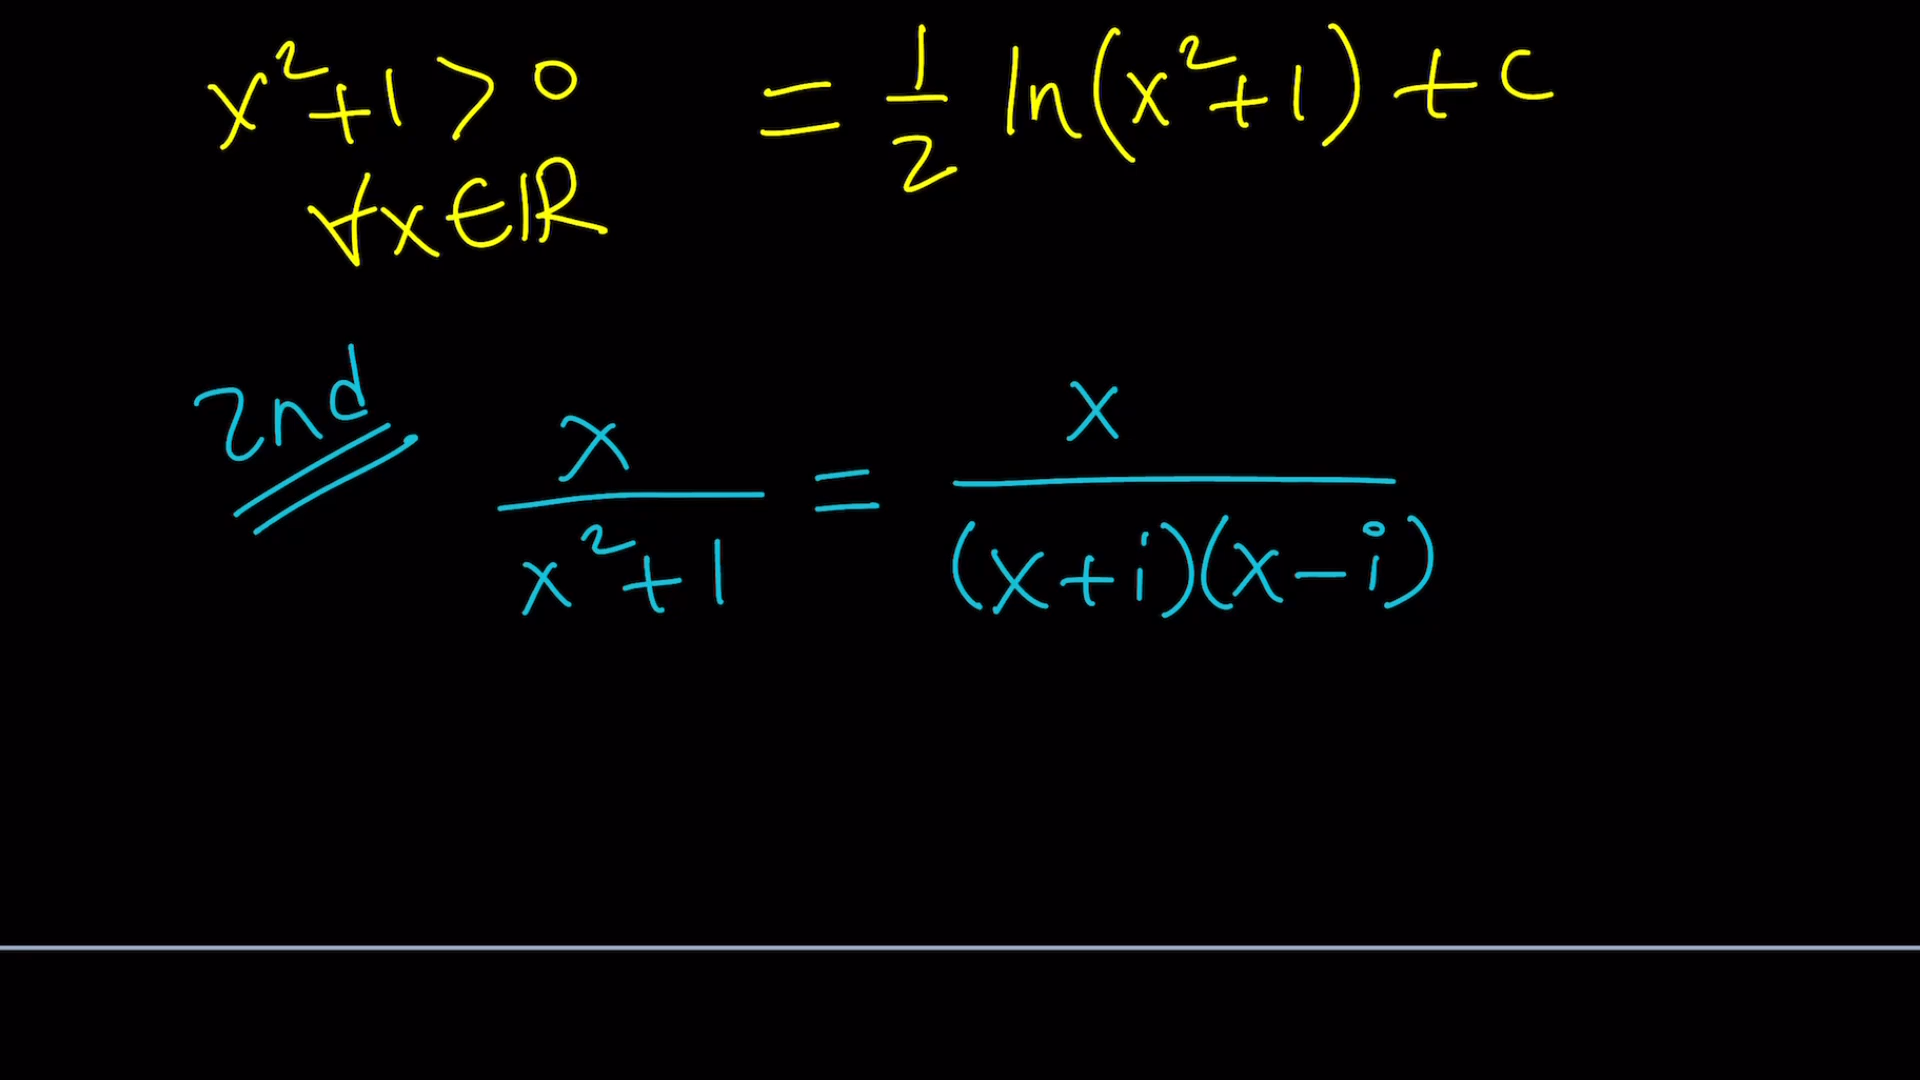 x²+1>0 = 1/2 ln(x²+1)+c
∀x∈ℝ
2nd x/(x²+1) = x/((x+i)(x-i))